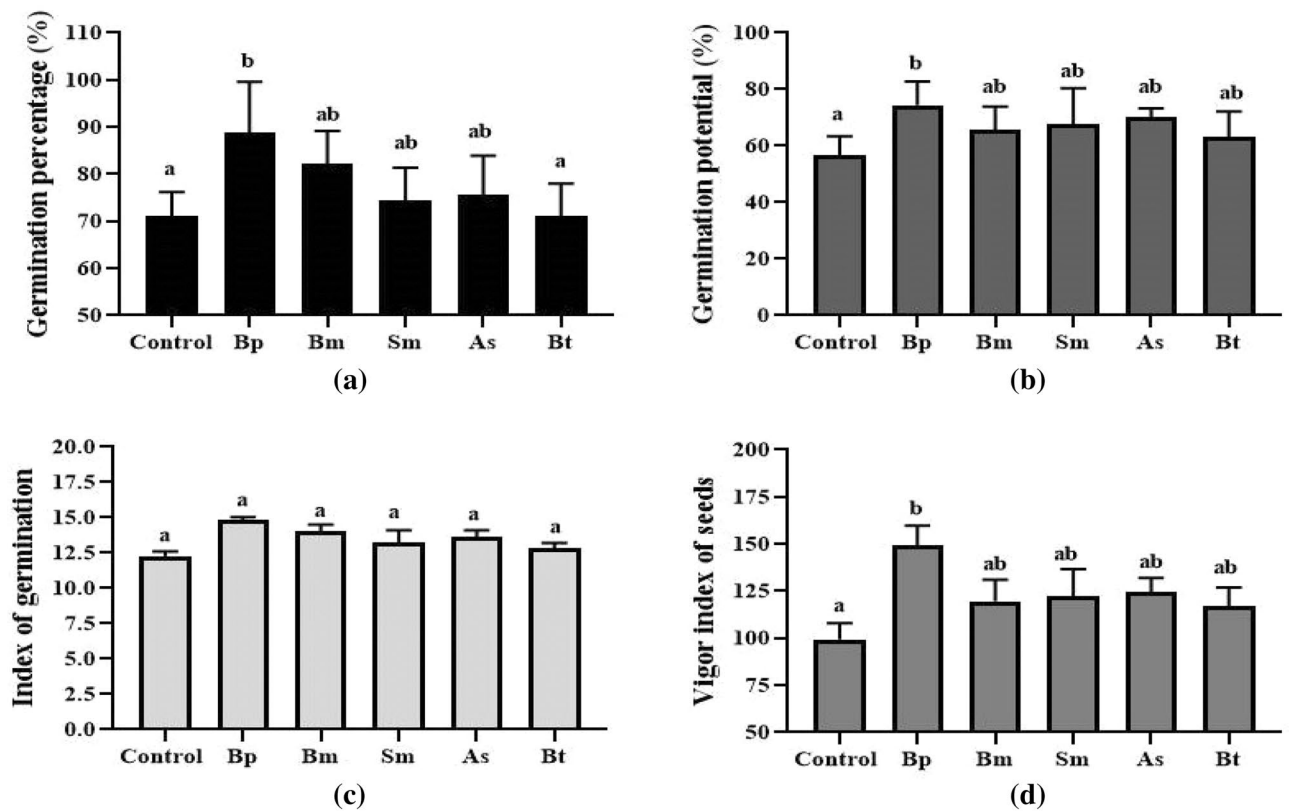 Germination percentage (%)
110
100
90
80
70
60
50
a
b
ab
ab
ab
a
Control Bp Bm Sm As Bt
(a)
Germination potential (%)
100
80
60
40
20
0
a
b
ab
ab
ab
ab
Control Bp Bm Sm As Bt
(b)
Index of germination
20.0
17.5
15.0
12.5
10.0
7.5
5.0
2.5
0.0
a
a
a
a
a
a
Control Bp Bm Sm As Bt
(c)
Vigor index of seeds
200
175
150
125
100
75
50
a
b
ab
ab
ab
ab
Control Bp Bm Sm As Bt
(d)